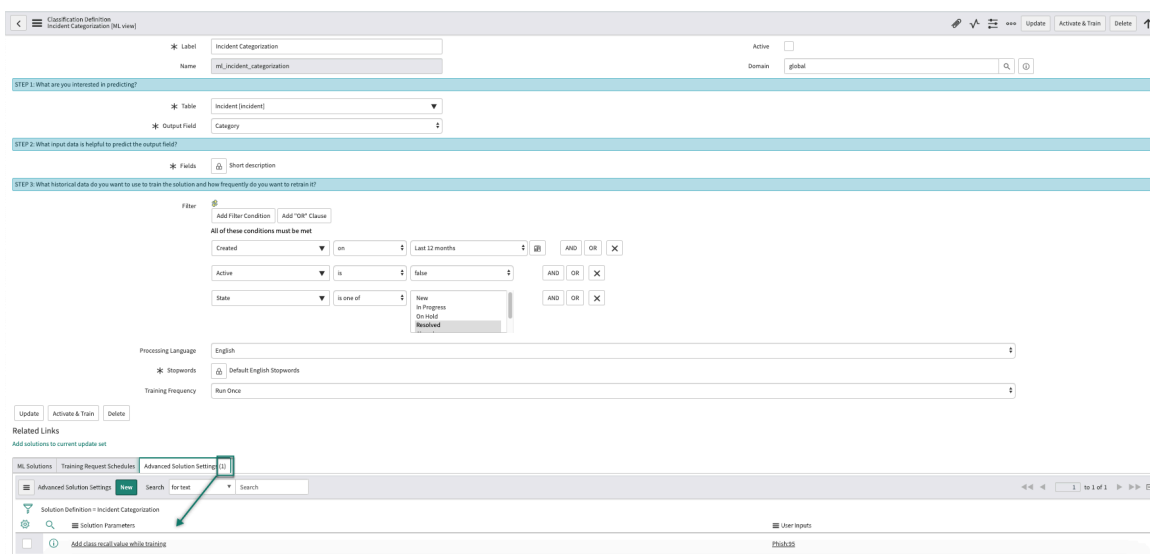 Classification Definition
Incident Categorization [ML view]
Update Activate & Train Delete
Label Incident Categorization Active
Name ml_incident_categorization Domain global
STEP 1: What are you interested in predicting?
Table Incident [incident]
Output Field Category
STEP 2: What input data is helpful to predict the output field?
Fields Short description
STEP 3: What historical data do you want to use to train the solution and how frequently do you want to retrain it?
Filter
Add Filter Condition Add "OR" Clause
All of these conditions must be met
Created on Last 12 months AND OR
Active is false AND OR
State is one of New AND OR
In Progress
On Hold
Resolved
Processing Language English
Stopwords Default English Stopwords
Training Frequency Run Once
Update Activate & Train Delete
Related Links
Add solutions to current update set
ML Solutions Training Request Schedules Advanced Solution Settings (1)
Advanced Solution Settings New Search for text Search 1 to 1 of 1
Solution Definition = Incident Categorization
Solution Parameters User Inputs
Add class recall value while training Phish:95